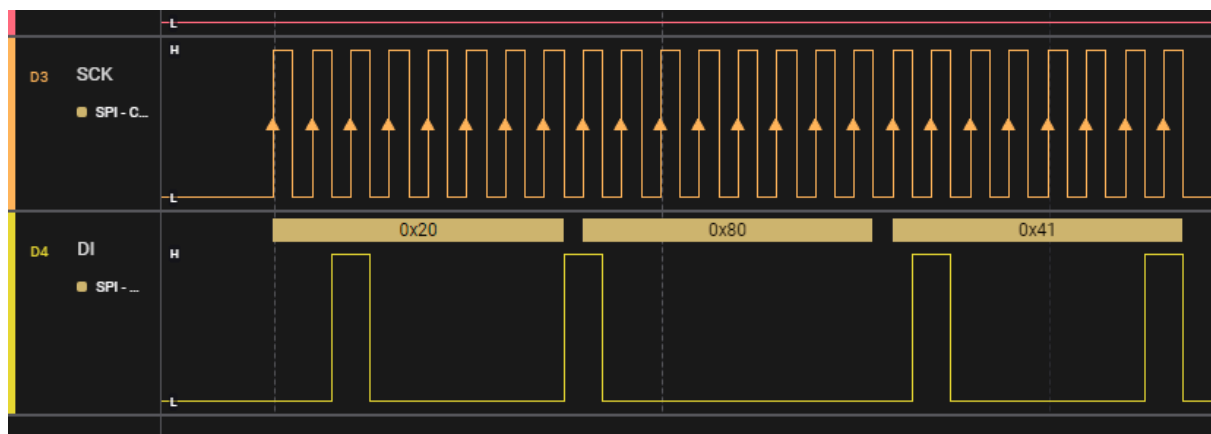 L
D3 SCK H
SPI - C...
L
0x20 0x80 0x41
D4 DI H
SPI - ...
L